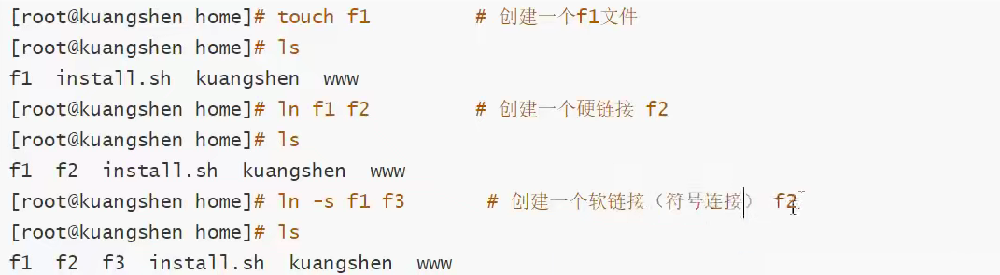 [root@kuangshen home]# touch f1 # 创建一个f1文件
[root@kuangshen home]# ls
f1 install.sh kuangshen www
[root@kuangshen home]# ln f1 f2 # 创建一个硬链接 f2
[root@kuangshen home]# ls
f1 f2 install.sh kuangshen www
[root@kuangshen home]# ln -s f1 f3 # 创建一个软链接（符号连接） f2
[root@kuangshen home]# ls
f1 f2 f3 install.sh kuangshen www